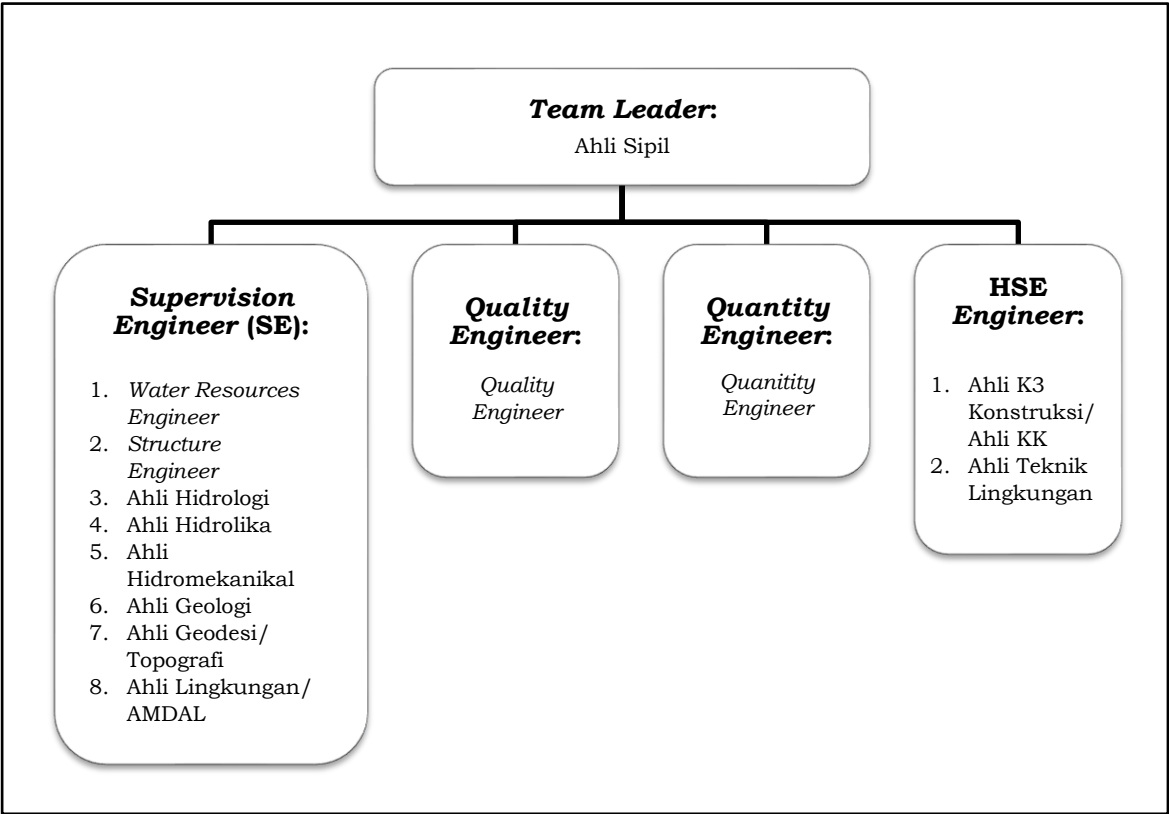 Team Leader:
Ahli Sipil
Supervision
Engineer (SE):
1. Water Resources
Engineer
2. Structure
Engineer
3. Ahli Hidrologi
4. Ahli Hidrolika
5. Ahli
Hidromekanikal
6. Ahli Geologi
7. Ahli Geodesi/
Topografi
8. Ahli Lingkungan/
AMDAL
Quality
Engineer:
Quality
Engineer
Quantity
Engineer:
Quanitity
Engineer
HSE
Engineer:
1. Ahli K3
Konstruksi/
Ahli KK
2. Ahli Teknik
Lingkungan